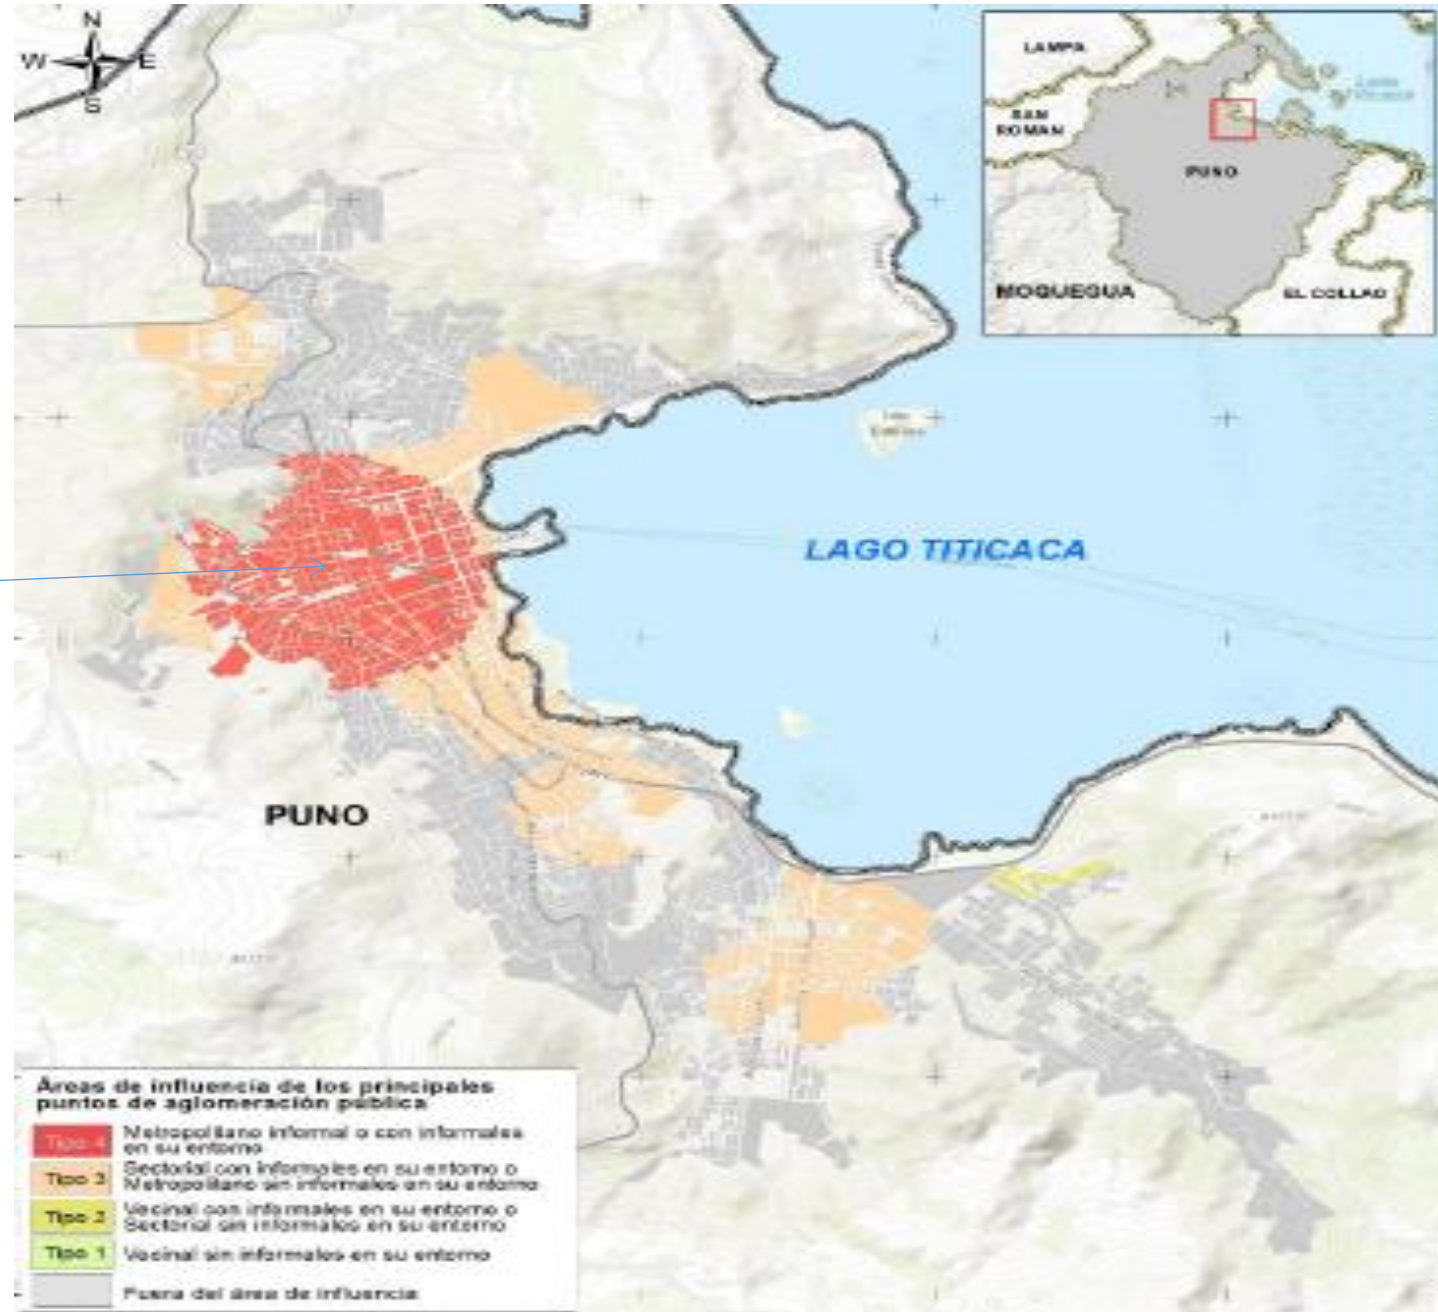 N
W E
S
LAMPA
Lago
Titicaca
SAN
ROMAN
PUNO
MOQUEGUA
EL COLLAO
LAGO TITICACA
PUNO
Áreas de influencia de los principales
puntos de aglomeración pública
Tipo 4 Metropolitano informal o con informales
en su entorno
Tipo 3 Sectorial con informales en su entorno o
Metropolitano sin informales en su entorno
Tipo 2 Vecinal con informales en su entorno o
Sectorial sin informales en su entorno
Tipo 1 Vecinal sin informales en su entorno
Fuera del área de influencia